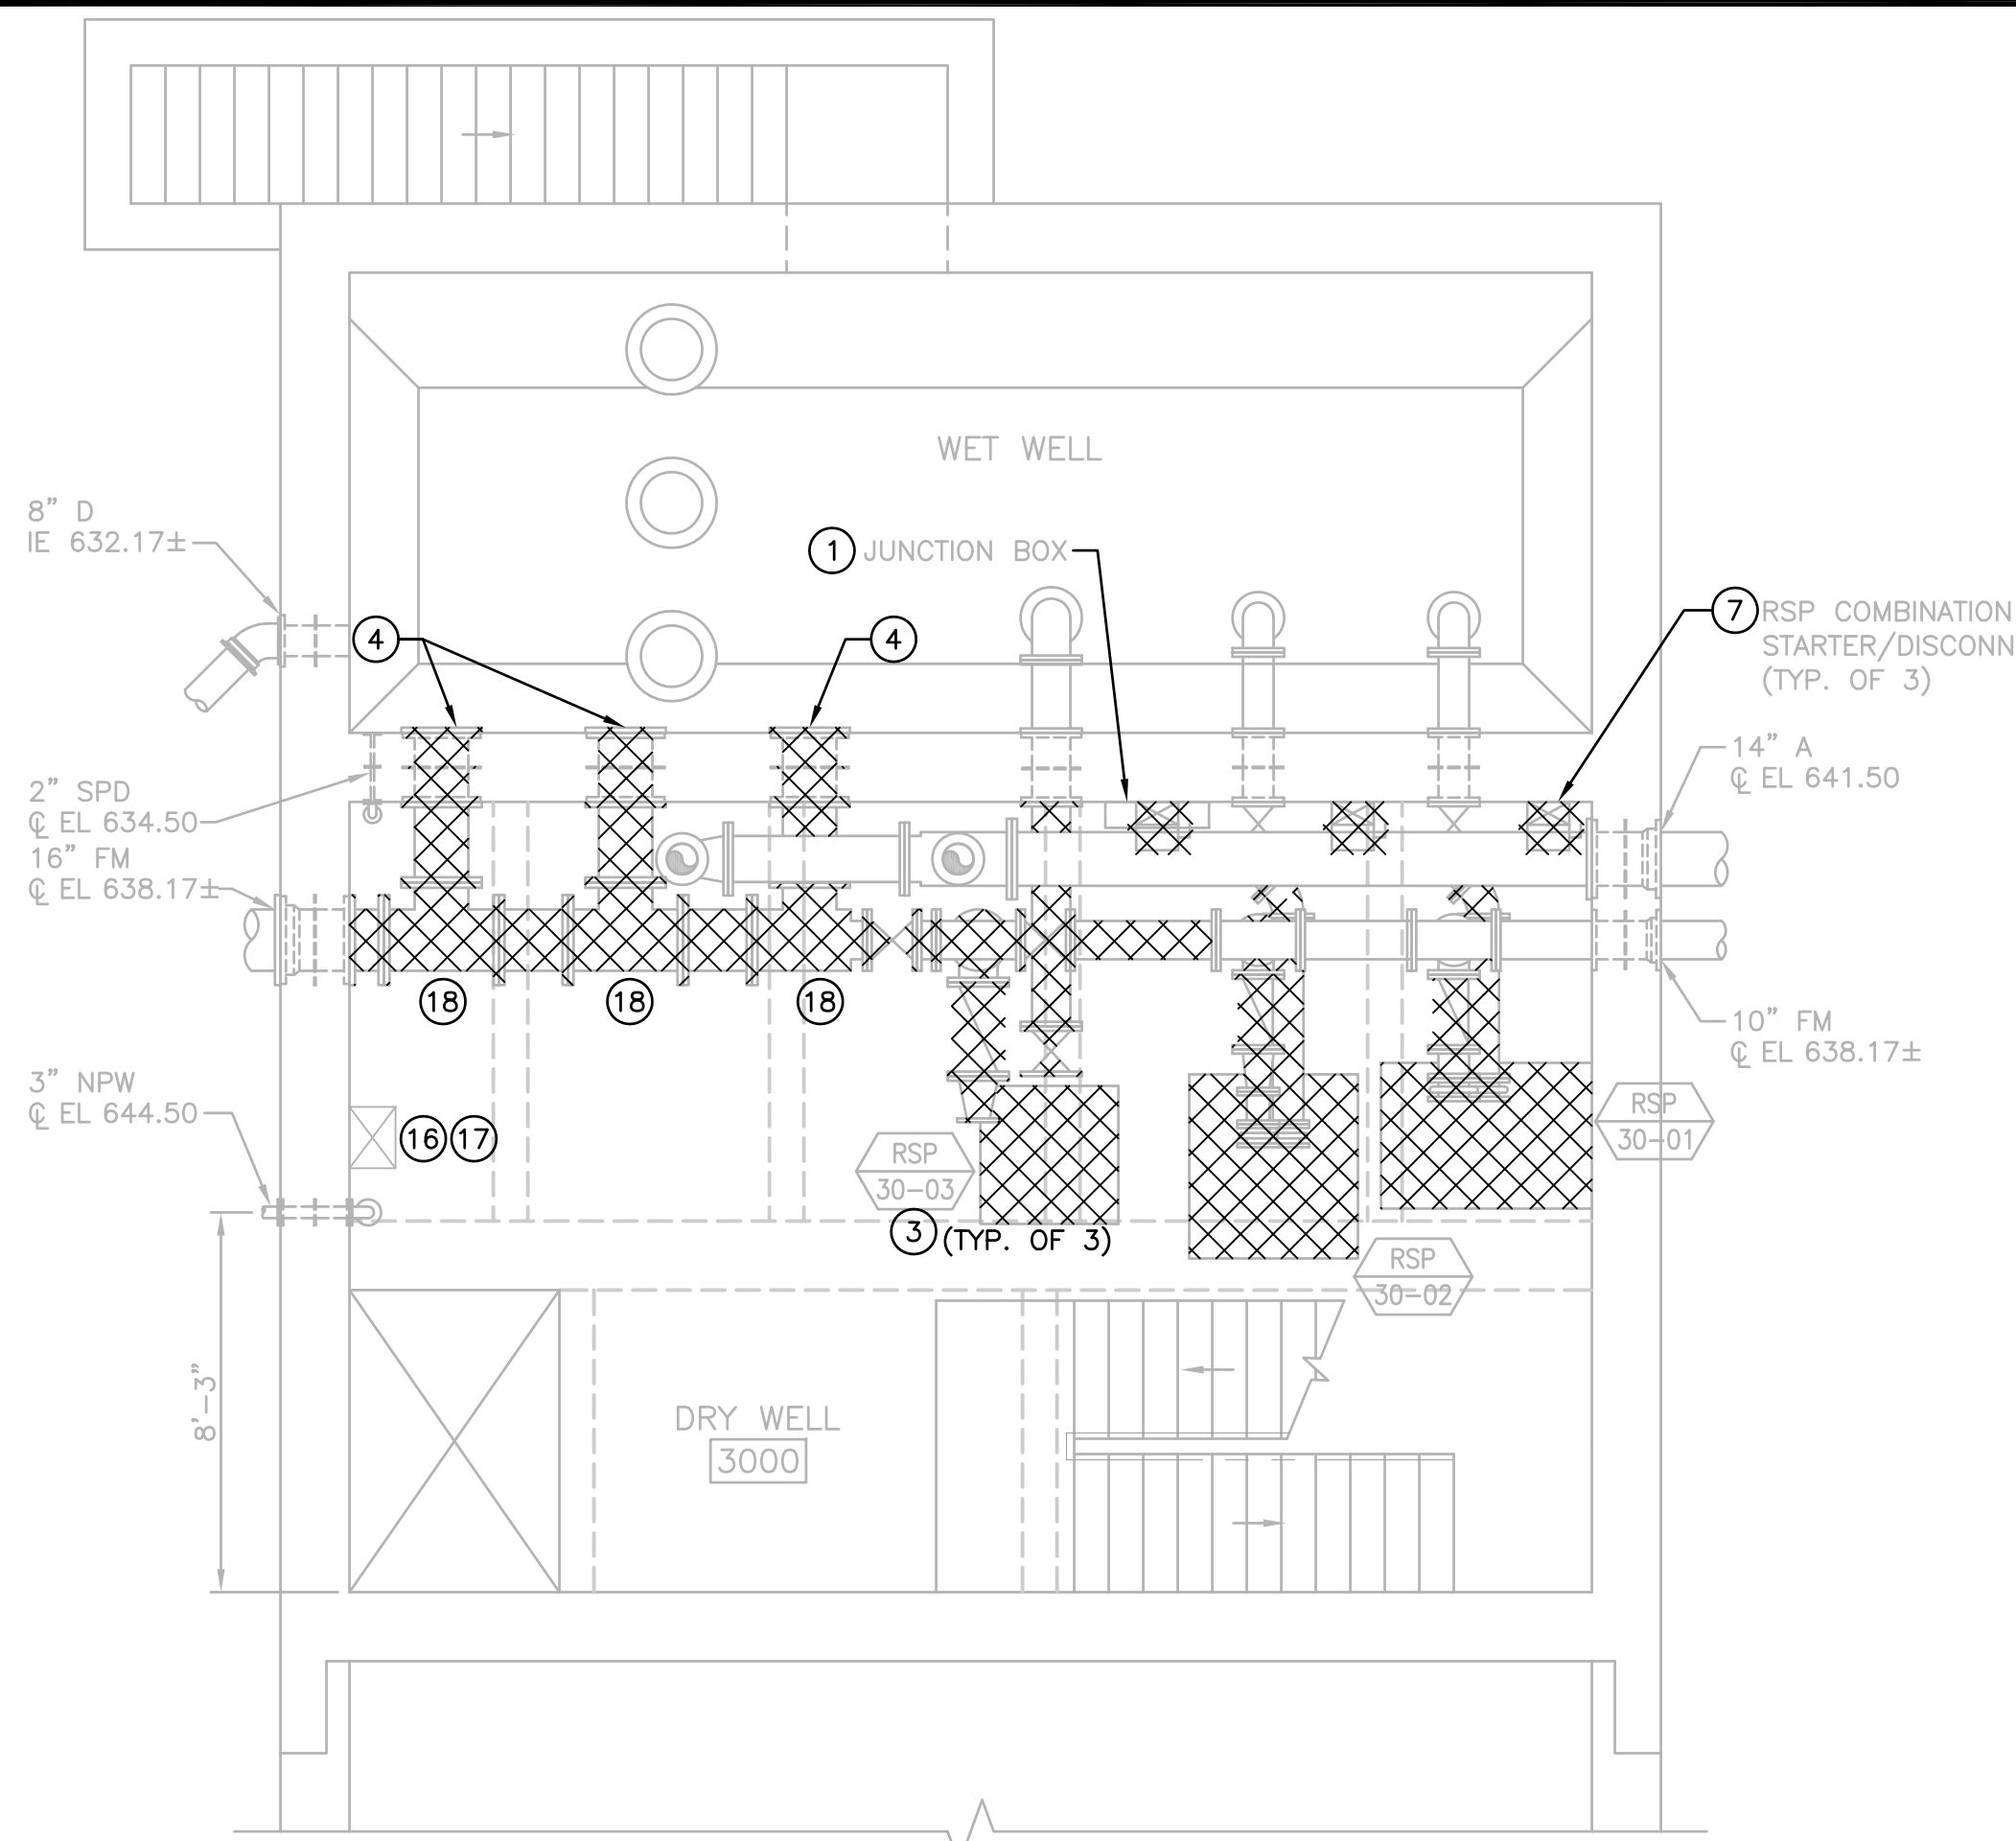 WET WELL
8" D
IE 632.17±
1 JUNCTION BOX
4
4
7 RSP COMBINATION
STARTER/DISCONN
(TYP. OF 3)
14" A
℄ EL 641.50
2" SPD
℄ EL 634.50
16" FM
℄ EL 638.17±
18
18
18
10" FM
℄ EL 638.17±
3" NPW
℄ EL 644.50
16 17
RSP
30-01
RSP
30-03
3 (TYP. OF 3)
RSP
30-02
8'-3"
DRY WELL
3000